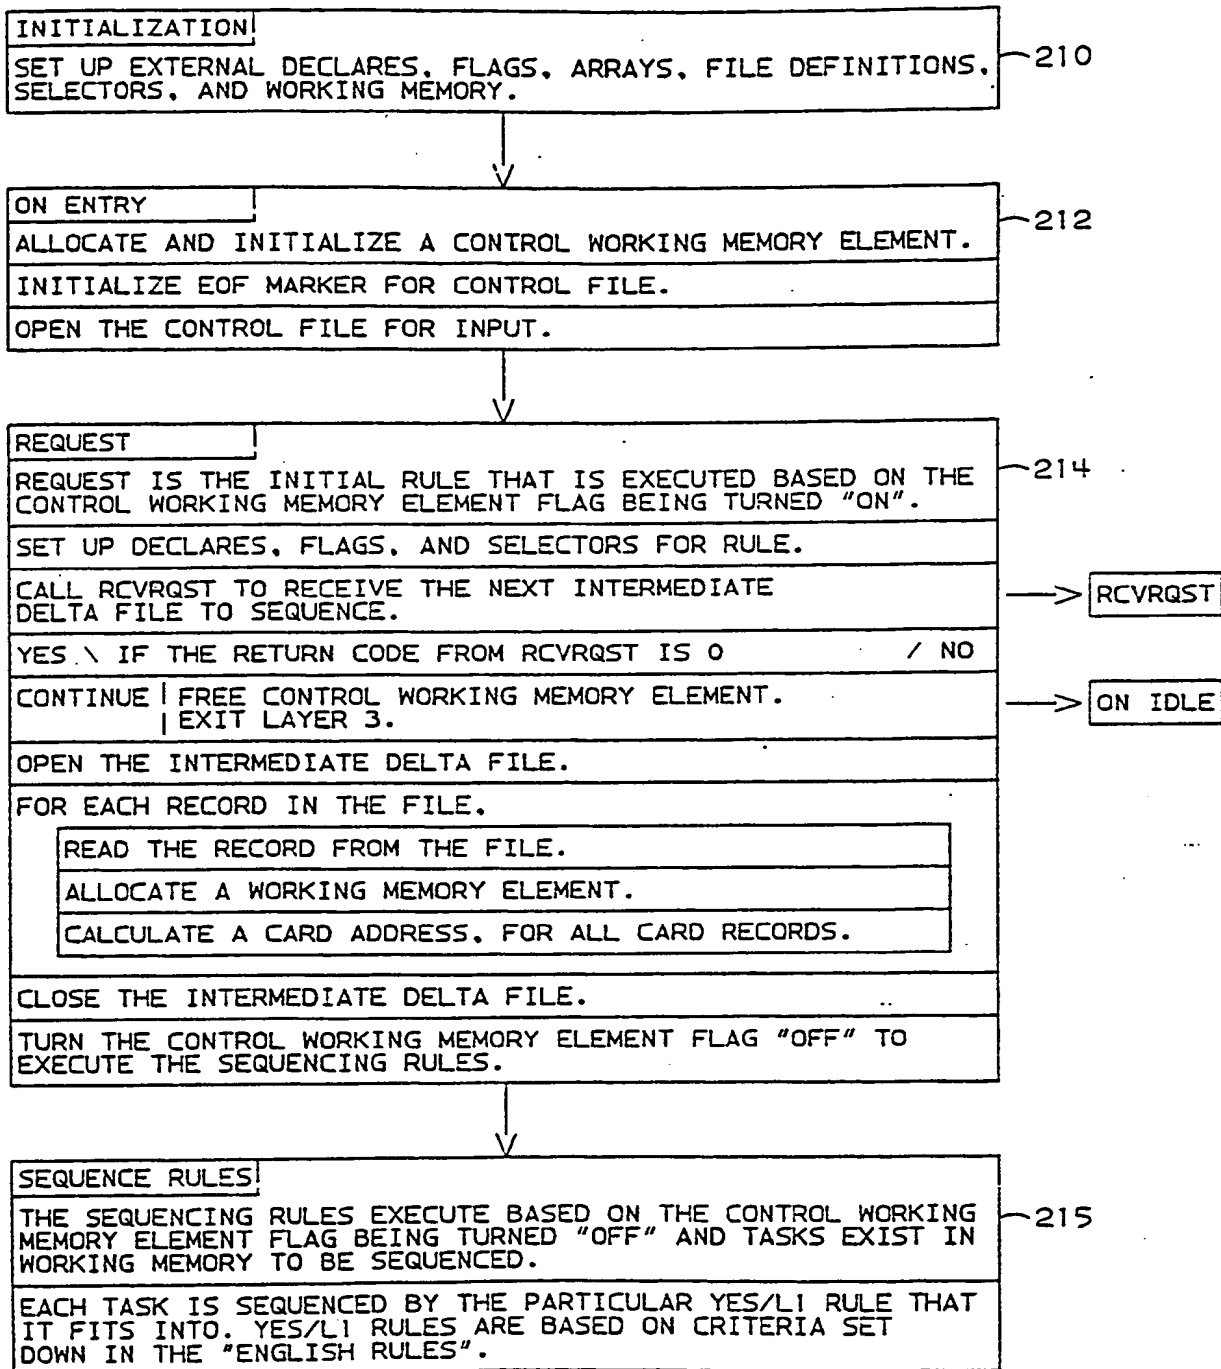 INITIALIZATION
SET UP EXTERNAL DECLARES, FLAGS, ARRAYS, FILE DEFINITIONS,
SELECTORS, AND WORKING MEMORY.
210
ON ENTRY
212
ALLOCATE AND INITIALIZE A CONTROL WORKING MEMORY ELEMENT.
INITIALIZE EOF MARKER FOR CONTROL FILE.
OPEN THE CONTROL FILE FOR INPUT.
REQUEST
REQUEST IS THE INITIAL RULE THAT IS EXECUTED BASED ON THE
CONTROL WORKING MEMORY ELEMENT FLAG BEING TURNED "ON".
214
SET UP DECLARES, FLAGS, AND SELECTORS FOR RULE.
CALL RCVRQST TO RECEIVE THE NEXT INTERMEDIATE
DELTA FILE TO SEQUENCE.
RCVRQST
YES \ IF THE RETURN CODE FROM RCVRQST IS 0 / NO
CONTINUE FREE CONTROL WORKING MEMORY ELEMENT.
EXIT LAYER 3.
ON IDLE
OPEN THE INTERMEDIATE DELTA FILE.
FOR EACH RECORD IN THE FILE,
READ THE RECORD FROM THE FILE.
ALLOCATE A WORKING MEMORY ELEMENT.
CALCULATE A CARD ADDRESS, FOR ALL CARD RECORDS.
CLOSE THE INTERMEDIATE DELTA FILE.
TURN THE CONTROL WORKING MEMORY ELEMENT FLAG "OFF" TO
EXECUTE THE SEQUENCING RULES.
SEQUENCE RULES
THE SEQUENCING RULES EXECUTE BASED ON THE CONTROL WORKING
MEMORY ELEMENT FLAG BEING TURNED "OFF" AND TASKS EXIST IN
WORKING MEMORY TO BE SEQUENCED.
215
EACH TASK IS SEQUENCED BY THE PARTICULAR YES/L1 RULE THAT
IT FITS INTO. YES/L1 RULES ARE BASED ON CRITERIA SET
DOWN IN THE "ENGLISH RULES".